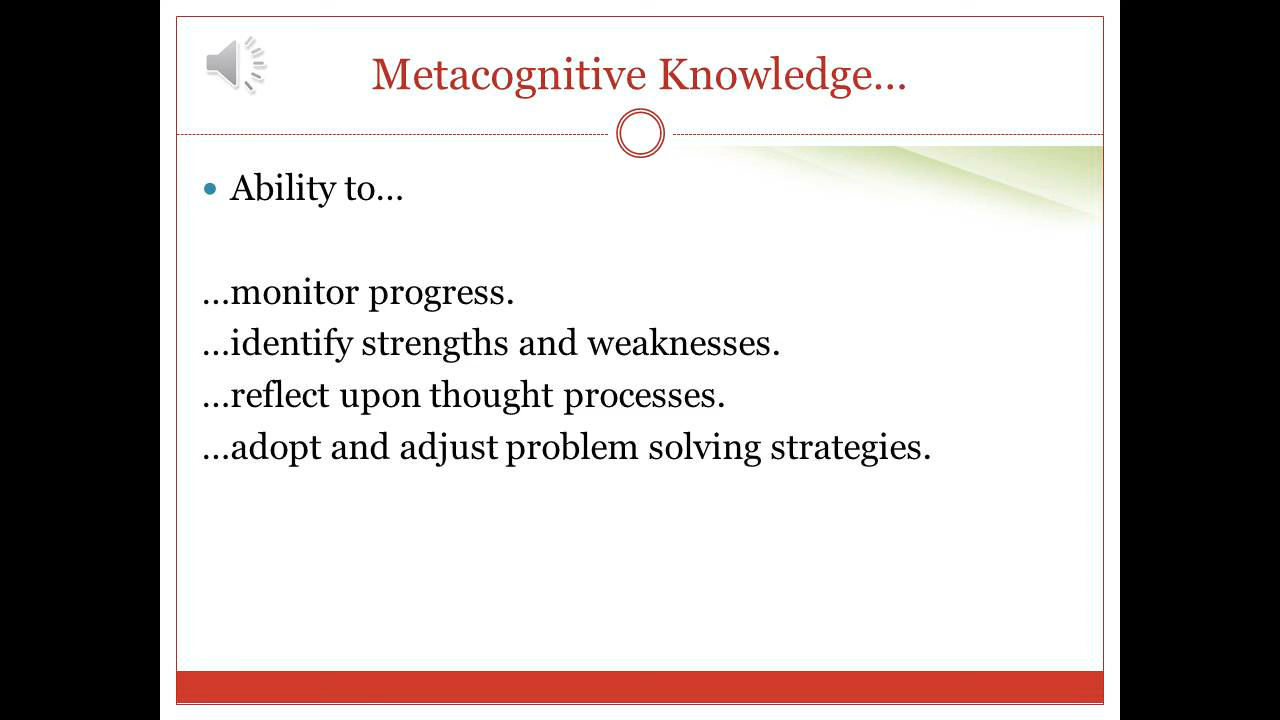 Metacognitive Knowledge...
Ability to...
...monitor progress.
...identify strengths and weaknesses.
...reflect upon thought processes.
...adopt and adjust problem solving strategies.